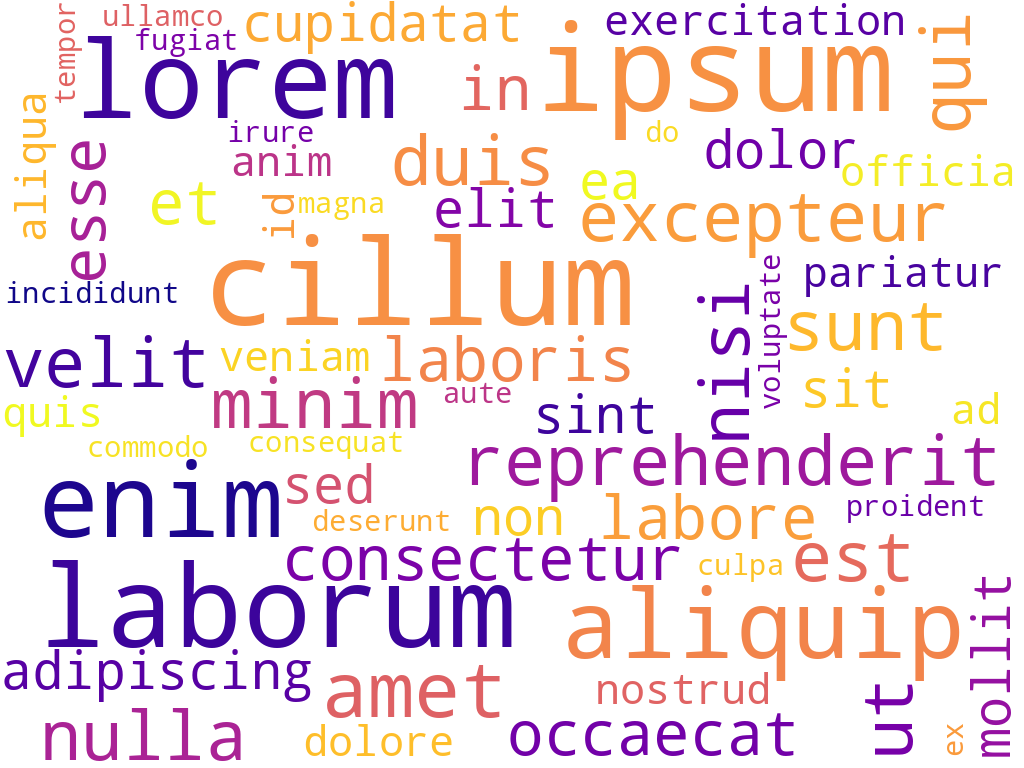 ullamco
cupidatat
exercitation
tempor
fugiat
lorem
in
ipsum
qui
aliqua
irure
do
esse
anim
duis
dolor
officia
et
id
magna
elit
ea
excepteur
incididunt
cillum
nisi
voluptate
pariatur
sunt
velit
veniam
laboris
quis
minim
aute
sint
sit
ad
commodo
consequat
reprehenderit
enim
sed
deserunt
non
labore
proident
consectetur
culpa
est
laborum
aliquip
mollit
adipiscing
amet
nostrud
ut
nulla
dolore
occaecat
ex